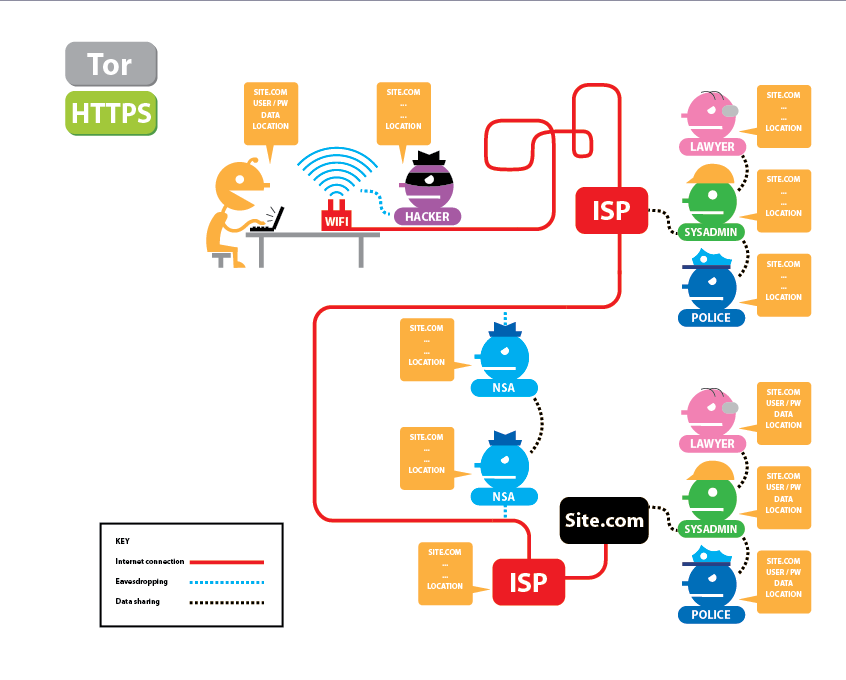 Tor
HTTPS
SITE.COM
USER / PW
DATA
LOCATION
SITE.COM
...
...
LOCATION
WIFI
HACKER
ISP
LAWYER
SITE.COM
...
...
LOCATION
SYSADMIN
SITE.COM
...
...
LOCATION
POLICE
SITE.COM
...
...
LOCATION
SITE.COM
...
...
LOCATION
NSA
SITE.COM
...
...
LOCATION
NSA
LAWYER
SITE.COM
USER / PW
DATA
LOCATION
SYSADMIN
SITE.COM
USER / PW
DATA
LOCATION
POLICE
SITE.COM
USER / PW
DATA
LOCATION
Site.com
SITE.COM
...
...
LOCATION
ISP
KEY
Internet connection
Eavesdropping
Data sharing